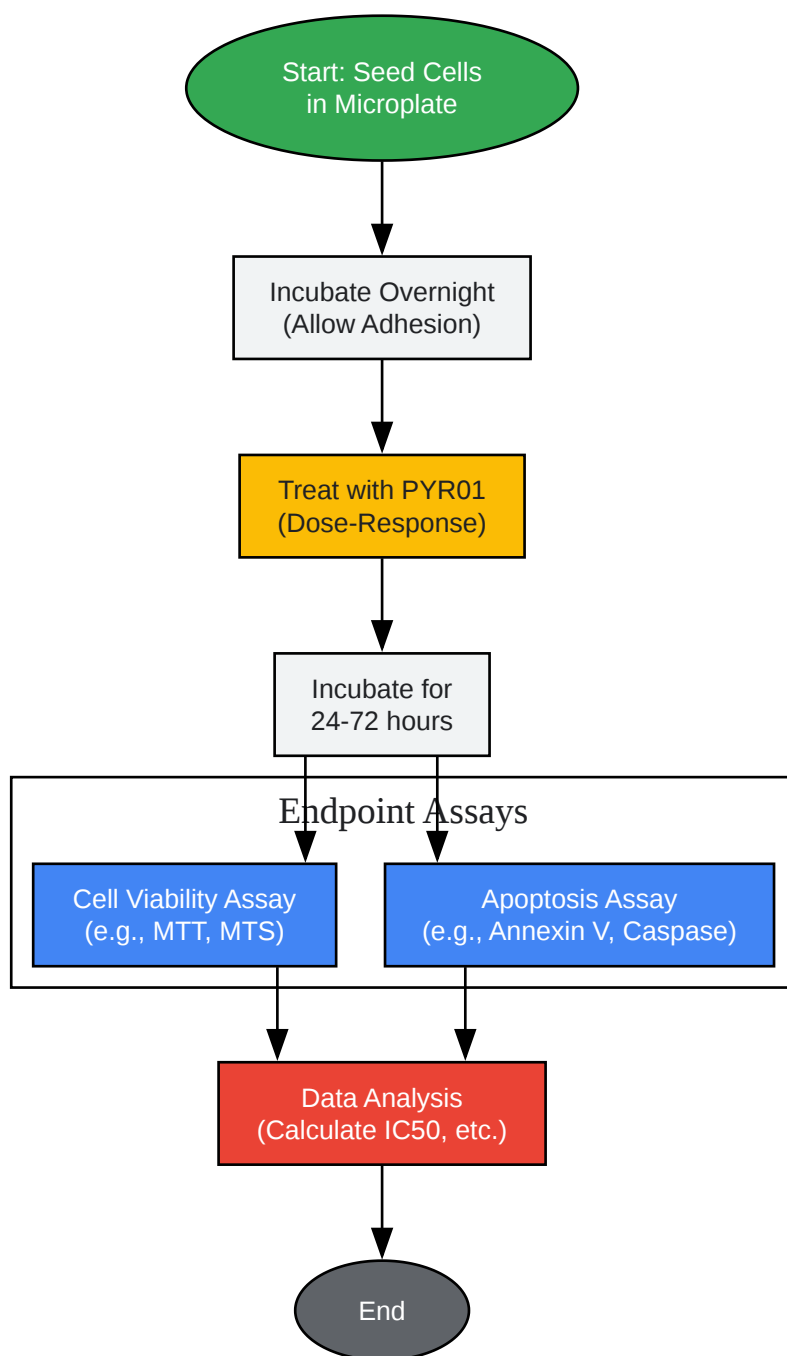 Start: Seed Cells
in Microplate
Incubate Overnight
(Allow Adhesion)
Treat with PYR01
(Dose-Response)
Incubate for
24-72 hours
Endpoint Assays
Cell Viability Assay
(e.g., MTT, MTS)
Apoptosis Assay
(e.g., Annexin V, Caspase)
Data Analysis
(Calculate IC50, etc.)
End